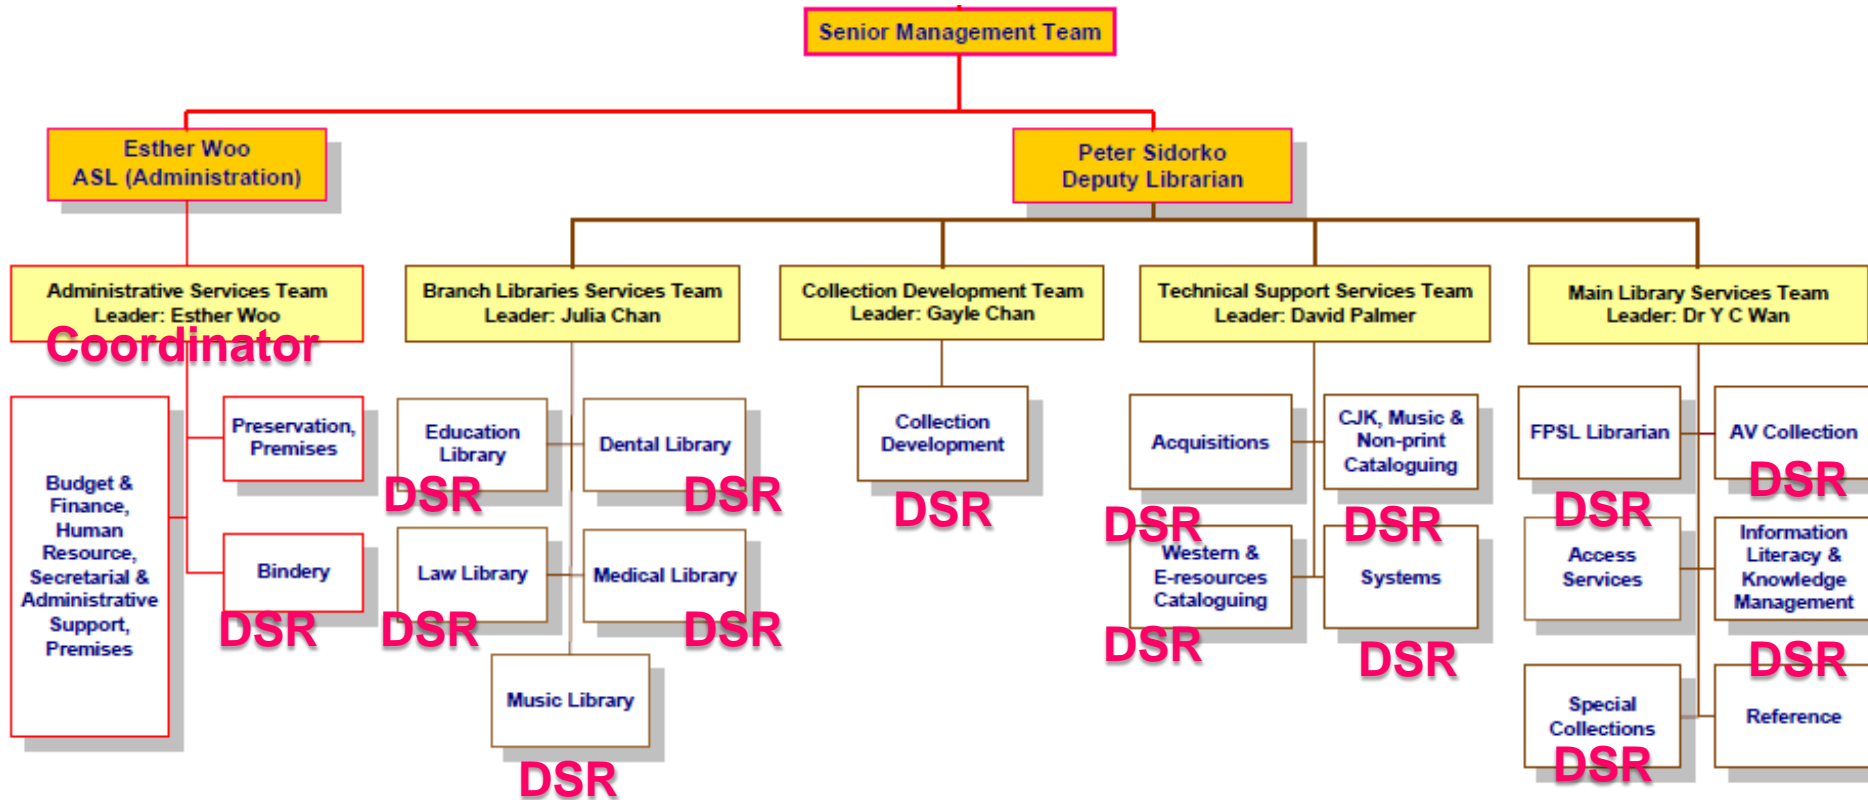 Senior Management Team
Esther Woo
ASL (Administration)
Peter Sidorko
Deputy Librarian
Administrative Services Team
Leader: Esther Woo
Coordinator
Branch Libraries Services Team
Leader: Julia Chan
Collection Development Team
Leader: Gayle Chan
Technical Support Services Team
Leader: David Palmer
Main Library Services Team
Leader: Dr Y C Wan
Budget &
Finance,
Human
Resource,
Secretarial &
Administrative
Support,
Premises
Preservation,
Premises
Bindery
DSR
Education
Library
DSR
Dental Library
DSR
Law Library
DSR
Medical Library
DSR
Music Library
DSR
Collection
Development
DSR
Acquisitions
DSR
CJK, Music &
Non-print
Cataloguing
DSR
Western &
E-resources
Cataloguing
DSR
Systems
DSR
FPSL Librarian
DSR
AV Collection
DSR
Access
Services
Information
Literacy &
Knowledge
Management
DSR
Special
Collections
DSR
Reference